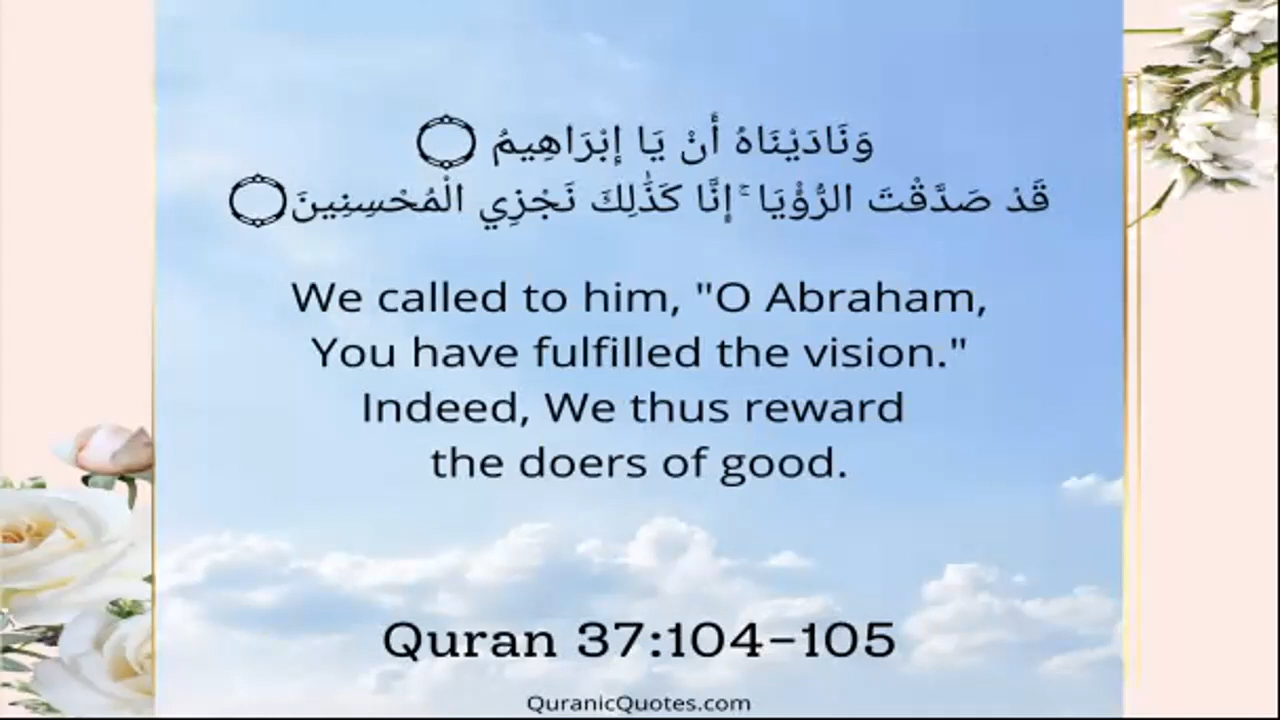 وَنَادَيْنَاهُ أَنْ يَا إِبْرَاهِيمُ ۝
قَدْ صَدَّقْتَ الرُّؤْيَا ۚ إِنَّا كَذَٰلِكَ نَجْزِي الْمُحْسِنِينَ ۝
We called to him, "O Abraham,
You have fulfilled the vision."
Indeed, We thus reward
the doers of good.
Quran 37:104–105
QuranicQuotes.com